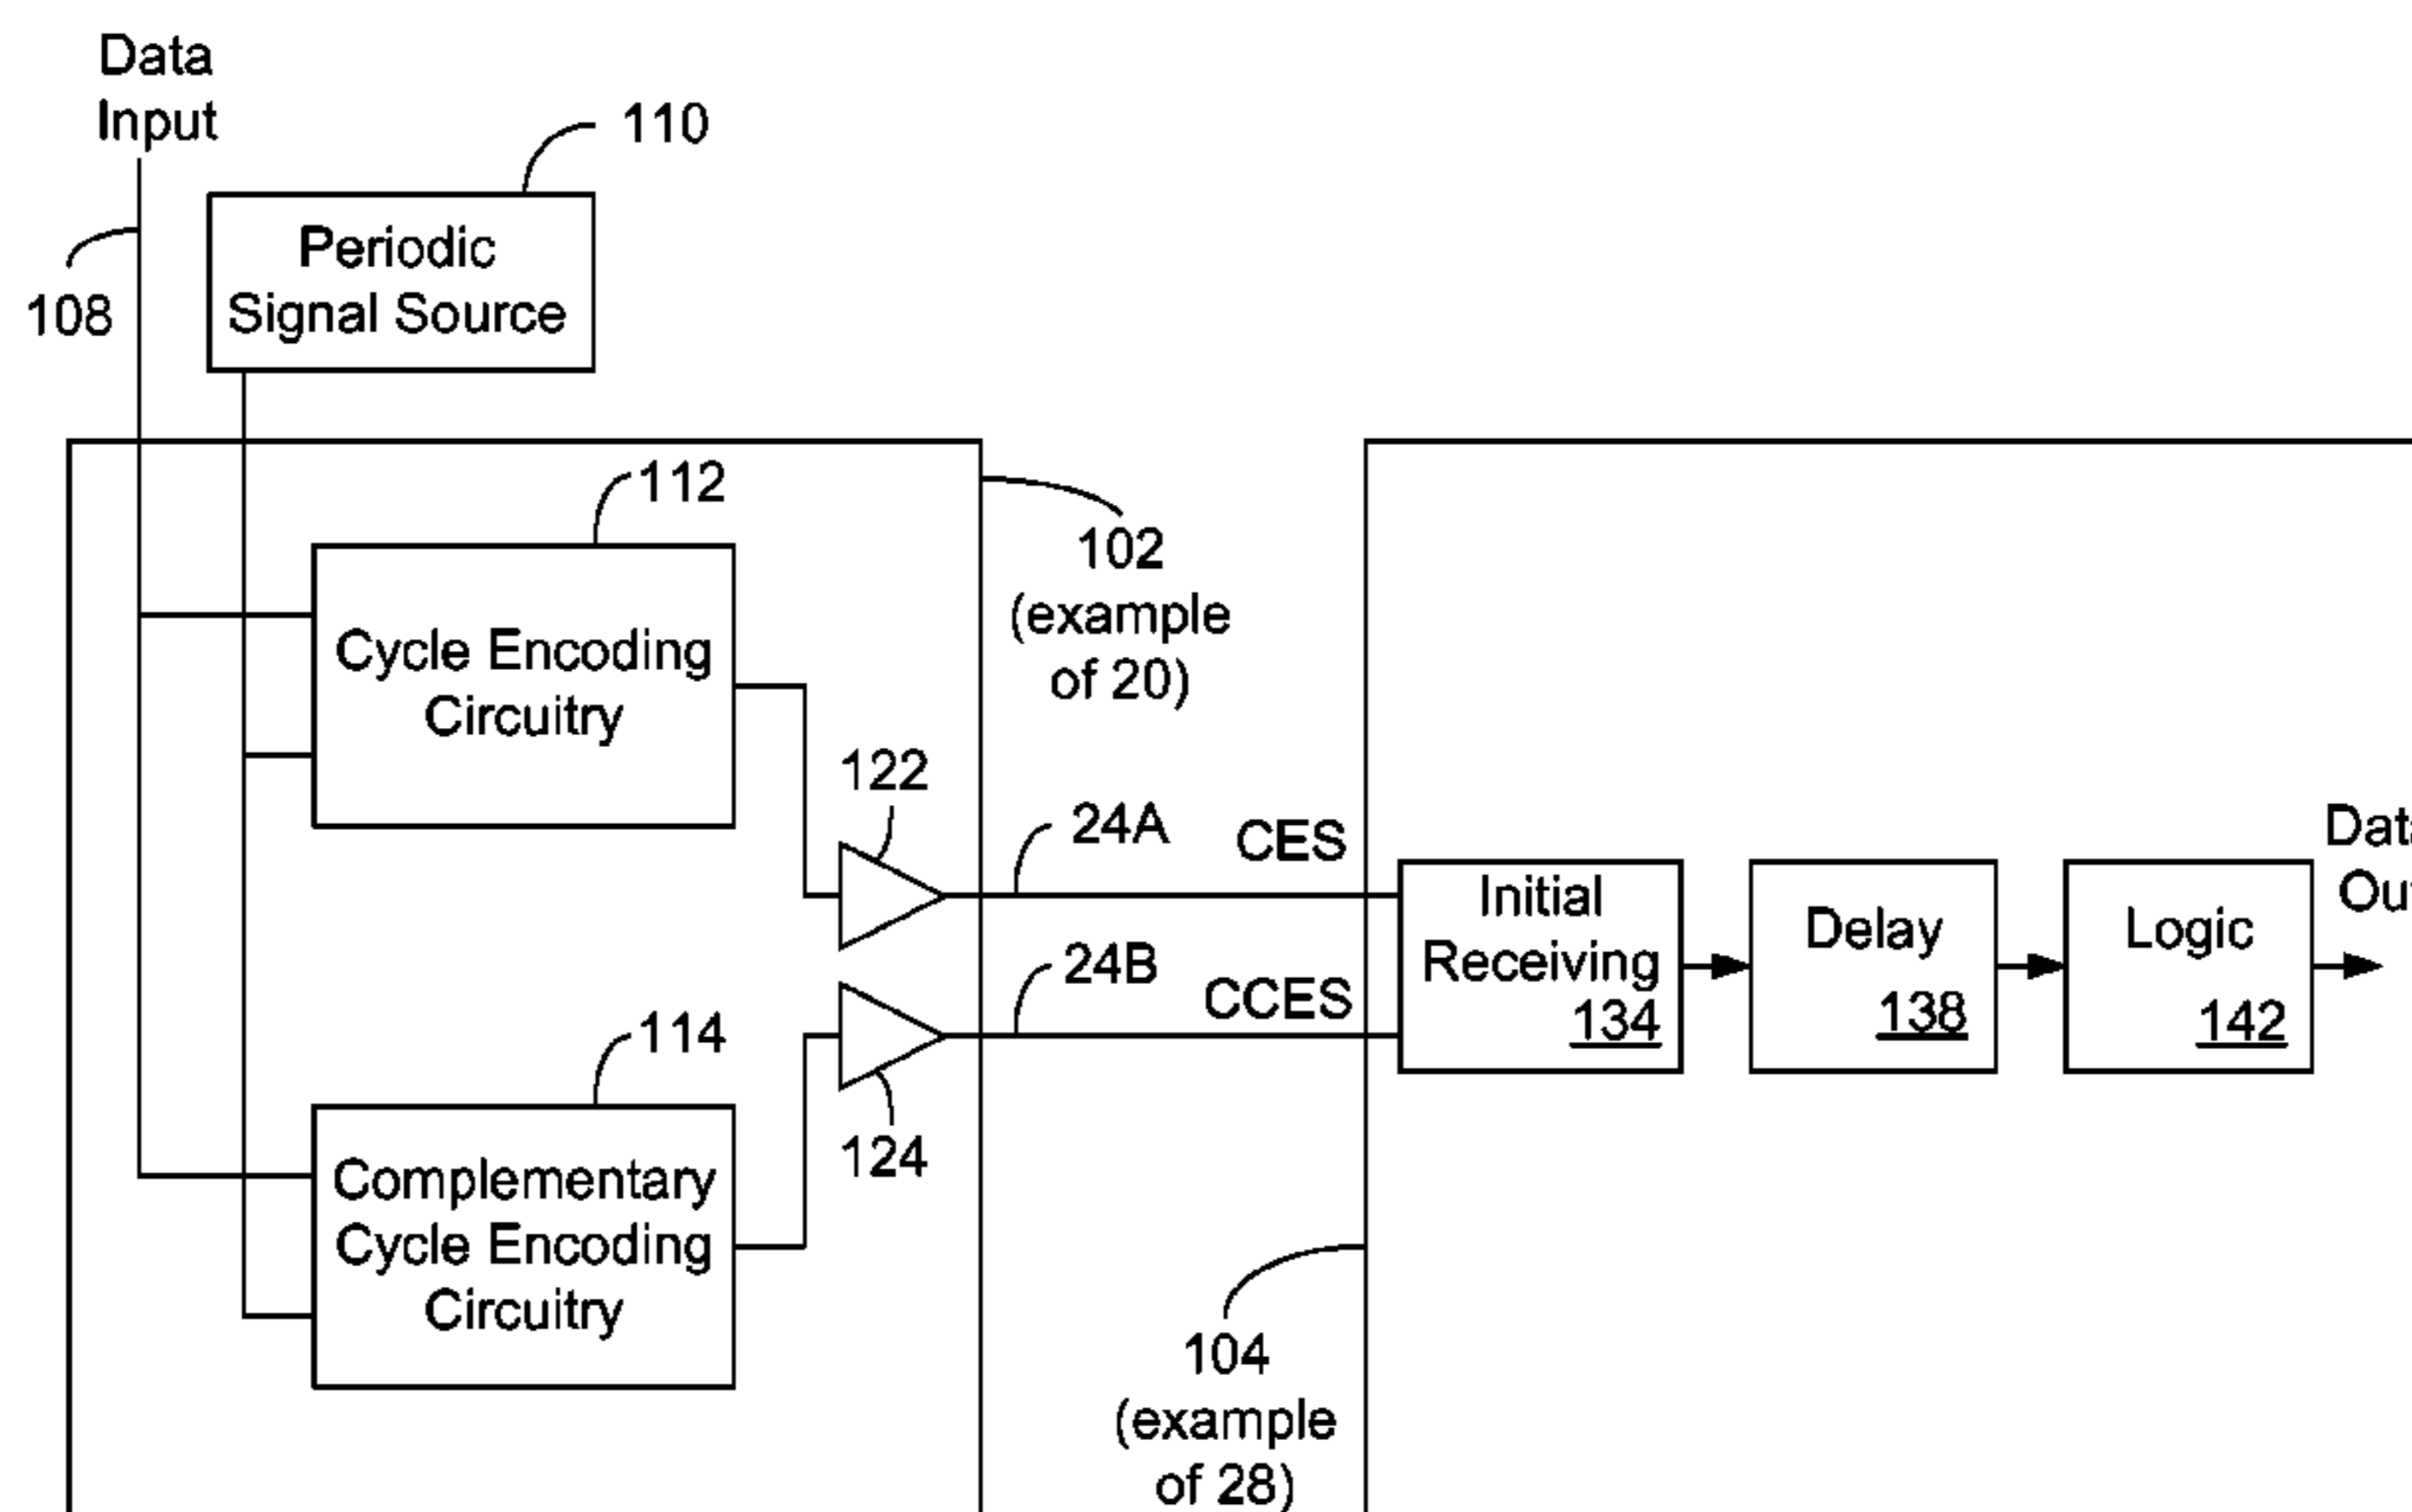 Data
Input
110
Periodic
Signal Source
108
112
102
(example
of 20)
Cycle Encoding
Circuitry
122
24A
CES
Initial
Receiving
134
Delay
138
Logic
142
24B
CCES
124
114
Complementary
Cycle Encoding
Circuitry
104
(example
of 28)